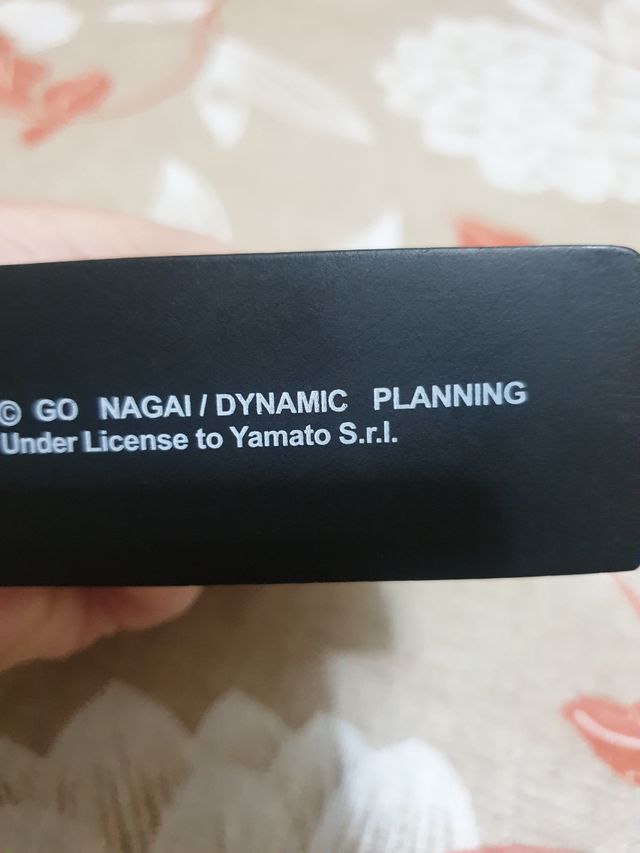 © GO NAGAI / DYNAMIC PLANNING
Under License to Yamato S.r.l.